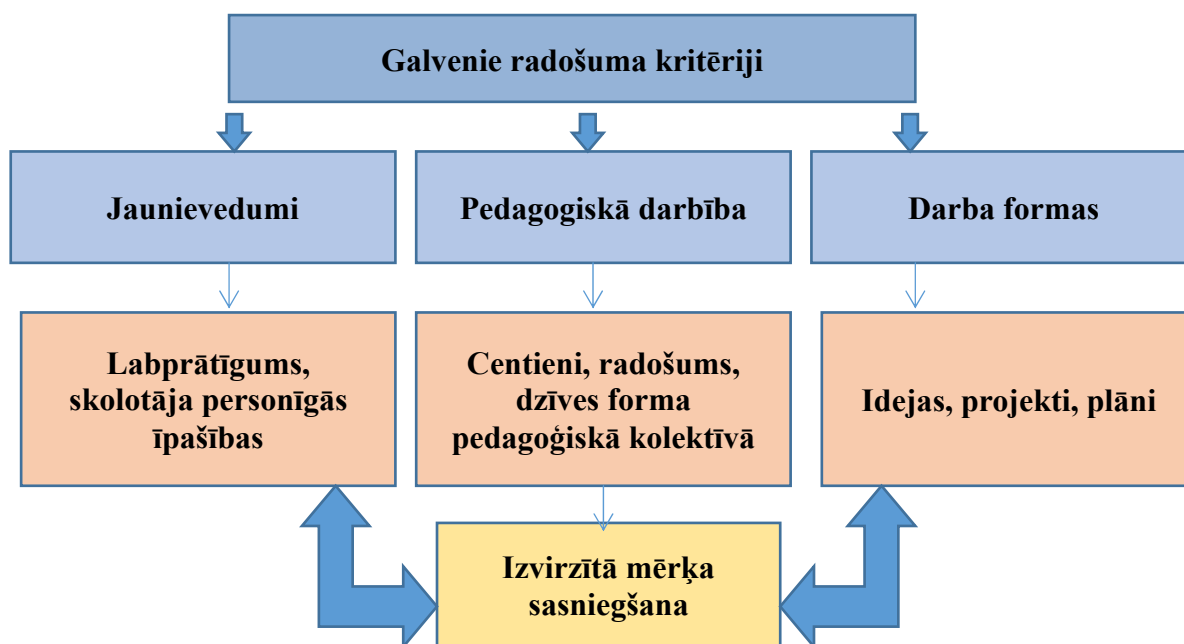 Galvenie radošuma kritēriji
Jaunievedumi
Pedagogiskā darbība
Darba formas
Labprātīgums,
skolotāja personīgās
īpašības
Centieni, radošums,
dzīves forma
pedagoģiskā kolektīvā
Idejas, projekti, plāni
Izvirzītā mērķa
sasniegšana